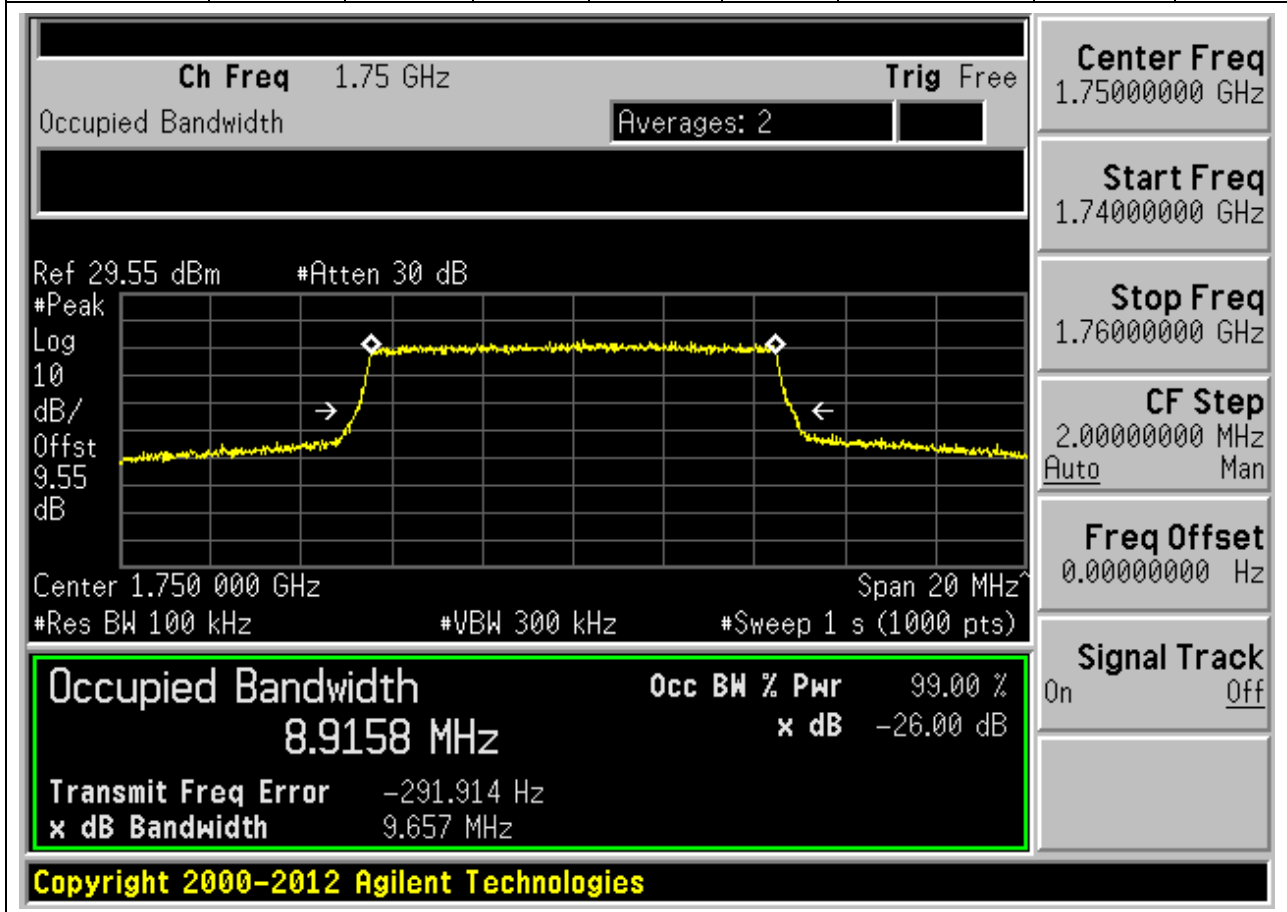 Ch Freq 1.75 GHz Trig Free
Occupied Bandwidth Averages: 2
Ref 29.55 dBm #Atten 30 dB
#Peak
Log
10
dB/
Offst
9.55
dB
Center 1.750 000 GHz Span 20 MHz^
#Res BW 100 kHz #VBW 300 kHz #Sweep 1 s (1000 pts)
Occupied Bandwidth Occ BW % Pwr 99.00 %
8.9158 MHz x dB -26.00 dB
Transmit Freq Error -291.914 Hz
x dB Bandwidth 9.657 MHz
Copyright 2000-2012 Agilent Technologies
Center Freq
1.75000000 GHz
Start Freq
1.74000000 GHz
Stop Freq
1.76000000 GHz
CF Step
2.00000000 MHz
Auto Man
Freq Offset
0.00000000 Hz
Signal Track
On Off